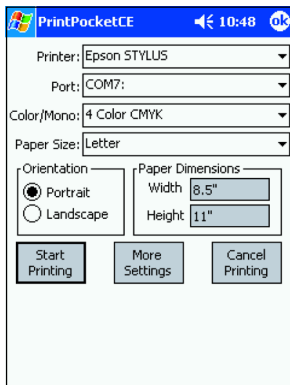 PrintPocketCE 10:48 ok
Printer: Epson STYLUS
Port: COM7:
Color/Mono: 4 Color CMYK
Paper Size: Letter
Orientation
Portrait
Landscape
Paper Dimensions
Width 8.5"
Height 11"
Start
Printing
More
Settings
Cancel
Printing